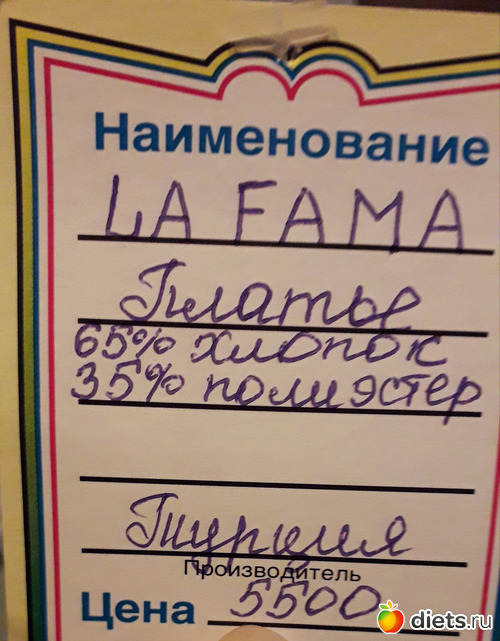 Наименование
LA FAMA
Платье
65% хлопок
35% полиэстер
Турция
Производитель
Цена 5500
diets.ru